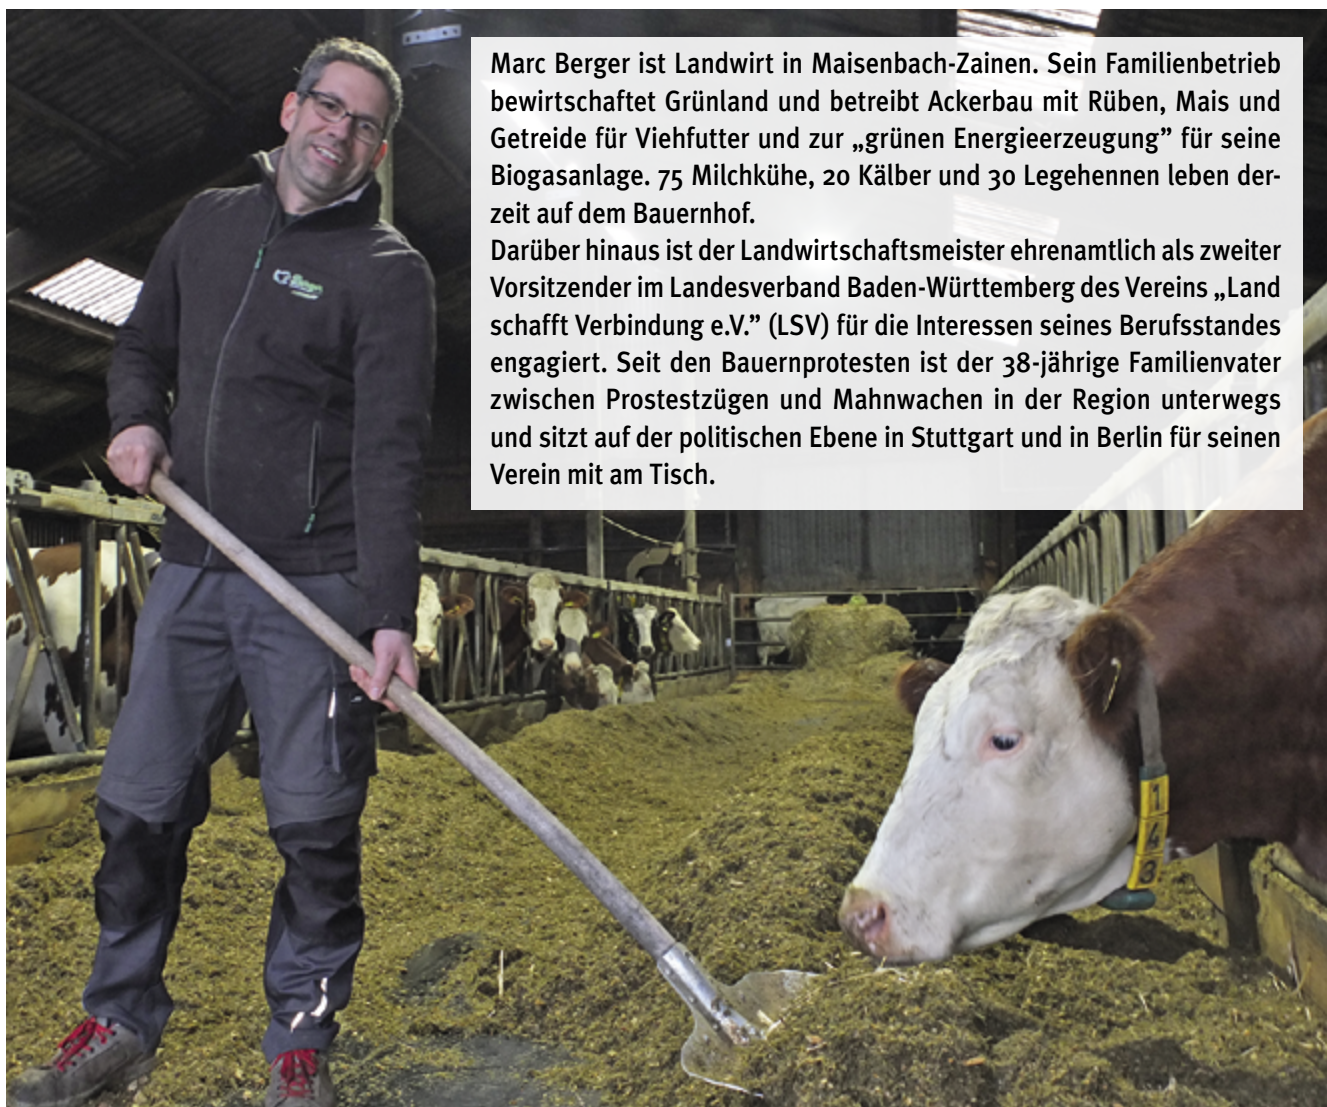 Marc Berger ist Landwirt in Maisenbach-Zainen. Sein Familienbetrieb
bewirtschaftet Grünland und betreibt Ackerbau mit Rüben, Mais und
Getreide für Viehfutter und zur „grünen Energieerzeugung” für seine
Biogasanlage. 75 Milchkühe, 20 Kälber und 30 Legehennen leben der-
zeit auf dem Bauernhof.
Darüber hinaus ist der Landwirtschaftsmeister ehrenamtlich als zweiter
Vorsitzender im Landesverband Baden-Württemberg des Vereins „Land
schafft Verbindung e.V.” (LSV) für die Interessen seines Berufsstandes
engagiert. Seit den Bauernprotesten ist der 38-jährige Familienvater
zwischen Prostestzügen und Mahnwachen in der Region unterwegs
und sitzt auf der politischen Ebene in Stuttgart und in Berlin für seinen
Verein mit am Tisch.
1
4
3